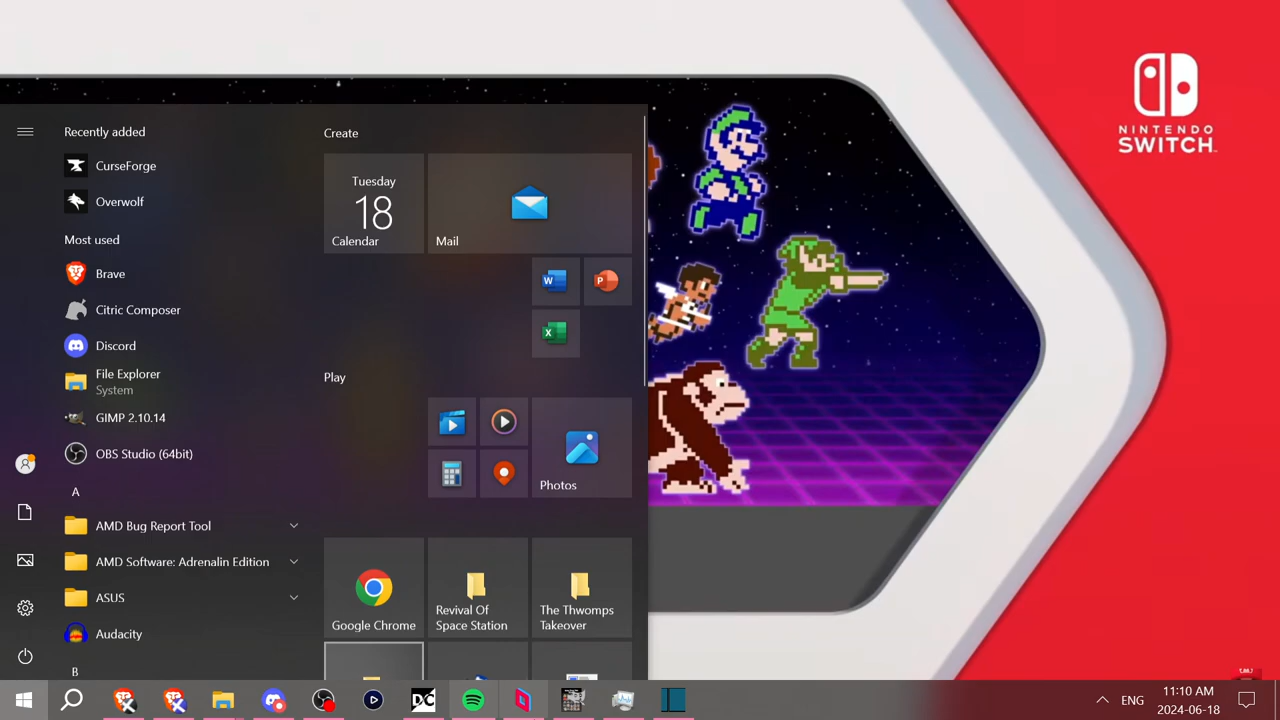 Recently added
CurseForge
Overwolf
Most used
Brave
Citric Composer
Discord
File Explorer
System
GIMP 2.10.14
OBS Studio (64bit)
A
AMD Bug Report Tool
AMD Software: Adrenalin Edition
ASUS
Audacity
B
Create
Tuesday
18
Calendar
Mail
W
P
X
Play
Photos
Google Chrome
Revival Of
Space Station
The Thwomps
Takeover
NINTENDO
SWITCH
DC
ENG
11:10 AM
2024-06-18